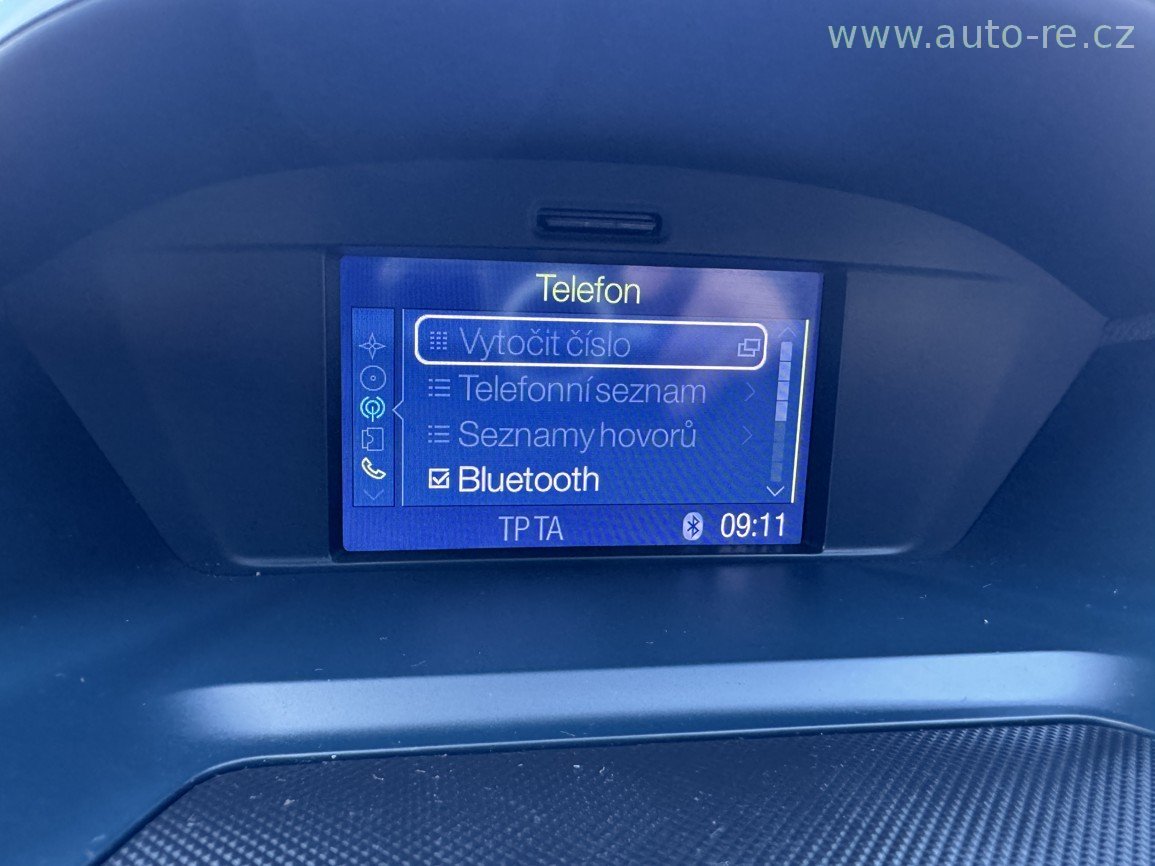 www.auto-re.cz
Telefon
Vytočit číslo
Telefonní seznam
Seznamy hovorů
Bluetooth
TP TA 09:11